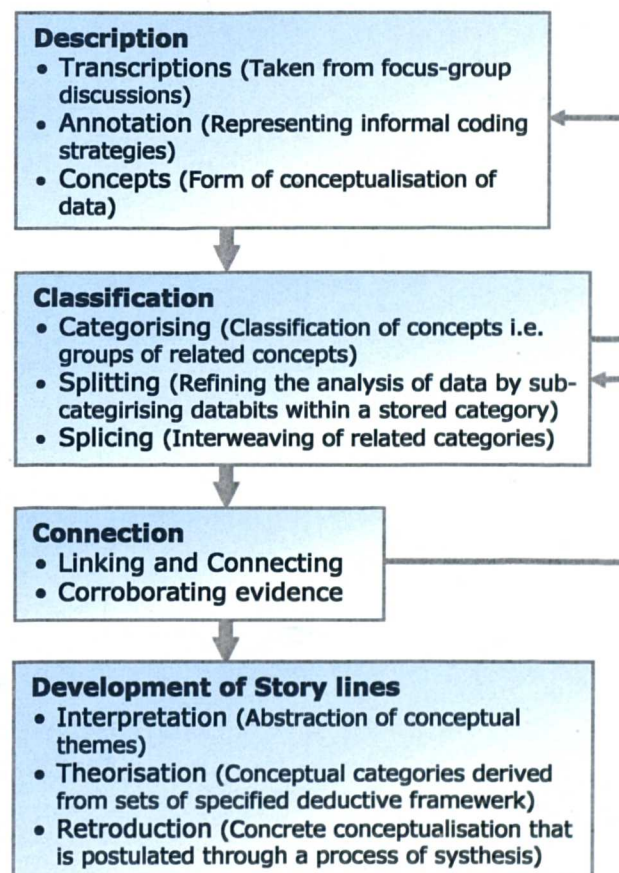 Description
• Transcriptions (Taken from focus-group
discussions)
• Annotation (Representing informal coding
strategies)
• Concepts (Form of conceptualisation of
data)
Classification
• Categorising (Classification of concepts i.e.
groups of related concepts)
• Splitting (Refining the analysis of data by sub-
categirising databits within a stored category)
• Splicing (Interweaving of related categories)
Connection
• Linking and Connecting
• Corroborating evidence
Development of Story lines
• Interpretation (Abstraction of conceptual
themes)
• Theorisation (Conceptual categories derived
from sets of specified deductive framewerk)
• Retroduction (Concrete conceptualisation that
is postulated through a process of systhesis)